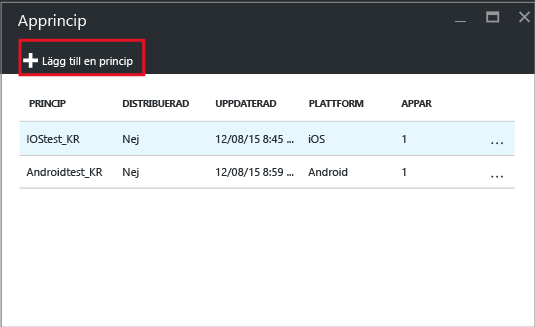 Apprincip
Lägg till en princip
PRINCIP DISTRIBUERAD UPPDATERAD PLATTFORM APPAR
IOStest_KR Nej 12/08/15 8:45 ... iOS 1 ...
Androidtest_KR Nej 12/08/15 8:59 ... Android 1 ...